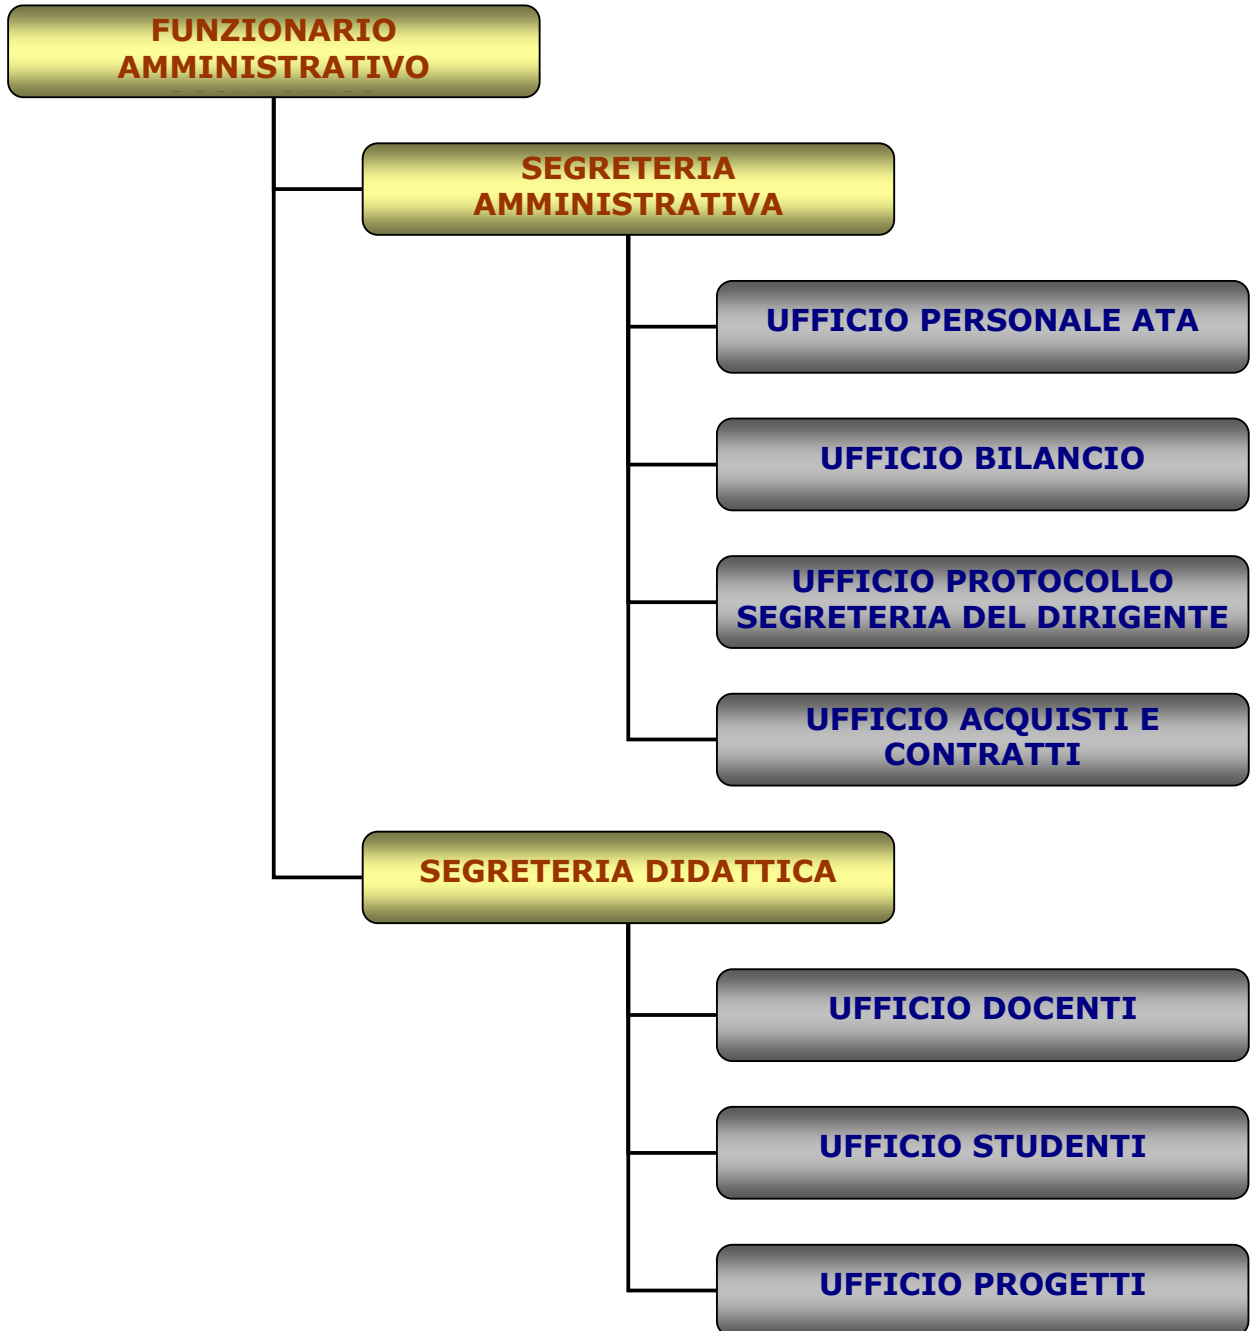 FUNZIONARIO
AMMINISTRATIVO
SEGRETERIA
AMMINISTRATIVA
UFFICIO PERSONALE ATA
UFFICIO BILANCIO
UFFICIO PROTOCOLLO
SEGRETERIA DEL DIRIGENTE
UFFICIO ACQUISTI E
CONTRATTI
SEGRETERIA DIDATTICA
UFFICIO DOCENTI
UFFICIO STUDENTI
UFFICIO PROGETTI